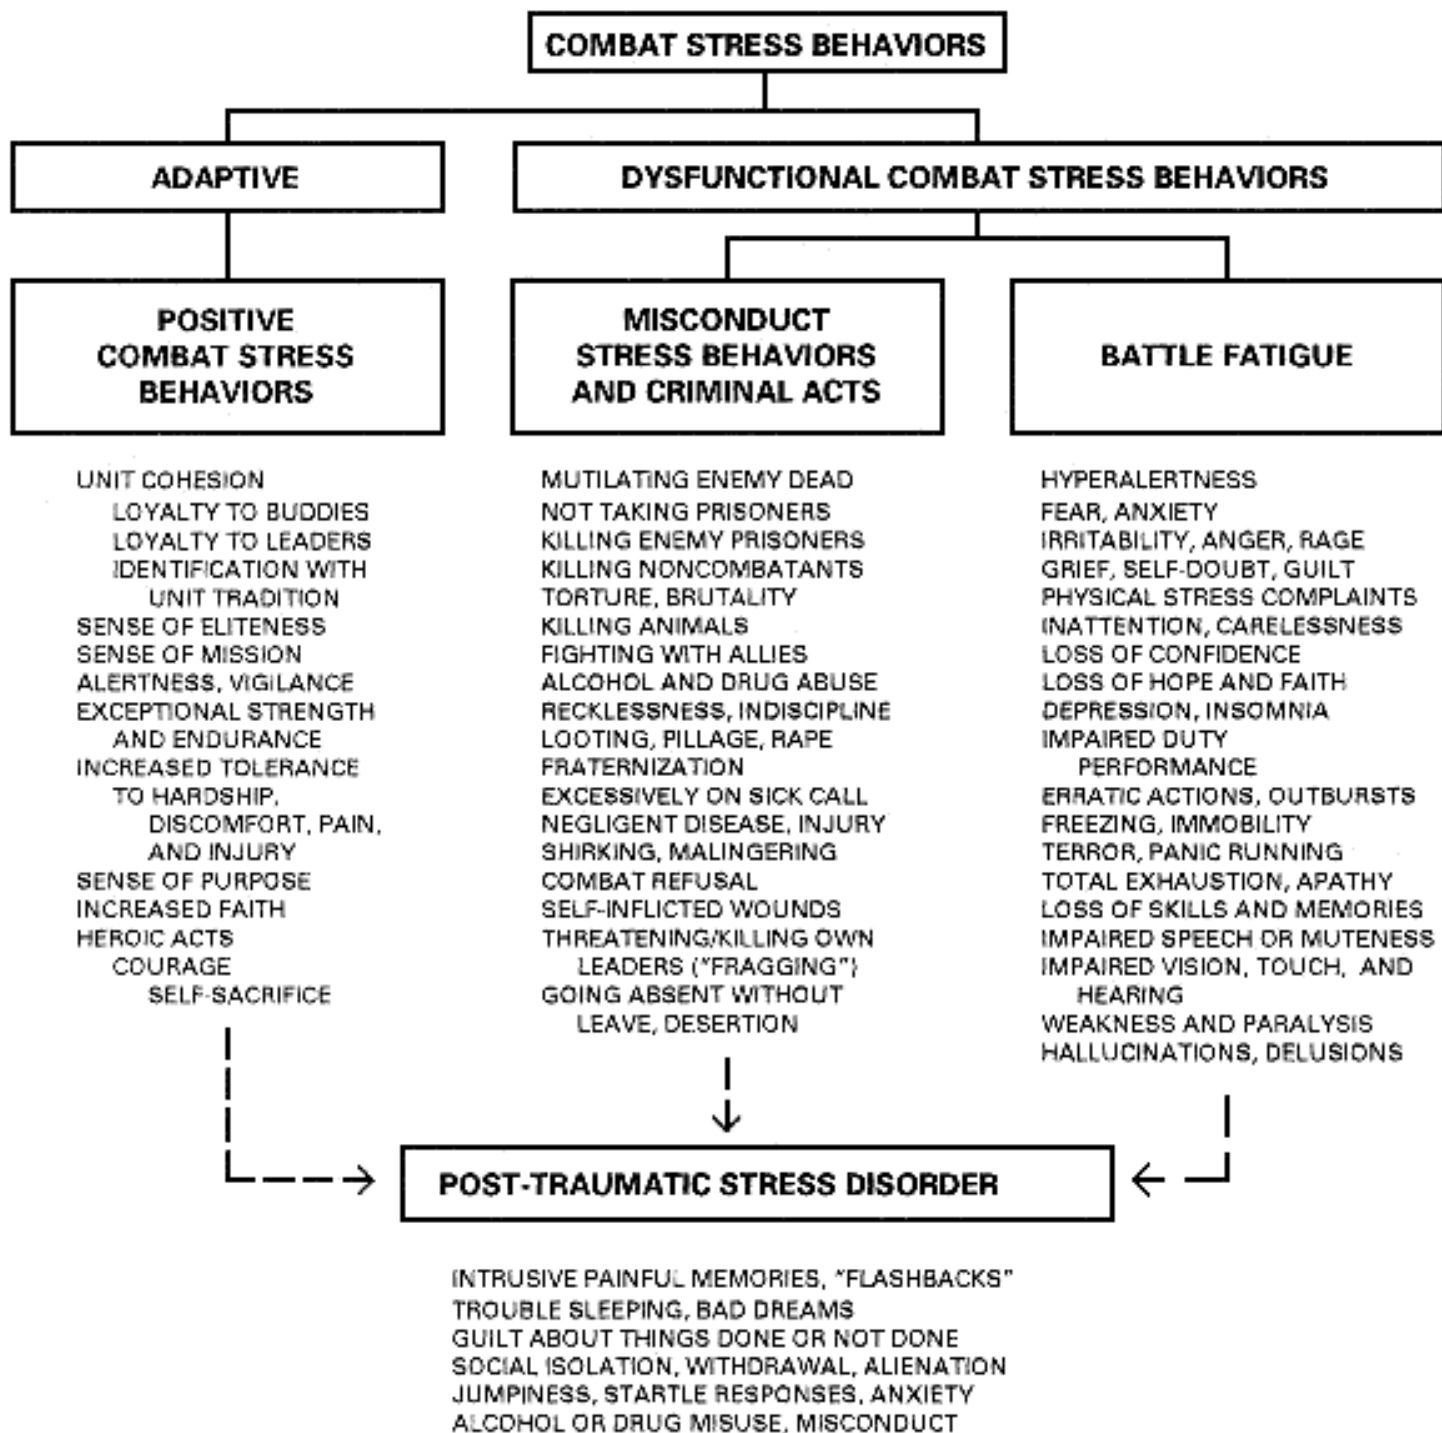 COMBAT STRESS BEHAVIORS
ADAPTIVE
DYSFUNCTIONAL COMBAT STRESS BEHAVIORS
POSITIVE
COMBAT STRESS
BEHAVIORS
MISCONDUCT
STRESS BEHAVIORS
AND CRIMINAL ACTS
BATTLE FATIGUE
UNIT COHESION
LOYALTY TO BUDDIES
LOYALTY TO LEADERS
IDENTIFICATION WITH
UNIT TRADITION
SENSE OF ELITENESS
SENSE OF MISSION
ALERTNESS, VIGILANCE
EXCEPTIONAL STRENGTH
AND ENDURANCE
INCREASED TOLERANCE
TO HARDSHIP,
DISCOMFORT, PAIN,
AND INJURY
SENSE OF PURPOSE
INCREASED FAITH
HEROIC ACTS
COURAGE
SELF-SACRIFICE
MUTILATING ENEMY DEAD
NOT TAKING PRISONERS
KILLING ENEMY PRISONERS
KILLING NONCOMBATANTS
TORTURE, BRUTALITY
KILLING ANIMALS
FIGHTING WITH ALLIES
ALCOHOL AND DRUG ABUSE
RECKLESSNESS, INDISCIPLINE
LOOTING, PILLAGE, RAPE
FRATERNIZATION
EXCESSIVELY ON SICK CALL
NEGLIGENT DISEASE, INJURY
SHIRKING, MALINGERING
COMBAT REFUSAL
SELF-INFLICTED WOUNDS
THREATENING/KILLING OWN
LEADERS ("FRAGGING")
GOING ABSENT WITHOUT
LEAVE, DESERTION
HYPERALERTNESS
FEAR, ANXIETY
IRRITABILITY, ANGER, RAGE
GRIEF, SELF-DOUBT, GUILT
PHYSICAL STRESS COMPLAINTS
INATTENTION, CARELESSNESS
LOSS OF CONFIDENCE
LOSS OF HOPE AND FAITH
DEPRESSION, INSOMNIA
IMPAIRED DUTY
PERFORMANCE
ERRATIC ACTIONS, OUTBURSTS
FREEZING, IMMOBILITY
TERROR, PANIC RUNNING
TOTAL EXHAUSTION, APATHY
LOSS OF SKILLS AND MEMORIES
IMPAIRED SPEECH OR MUTENESS
IMPAIRED VISION, TOUCH, AND
HEARING
WEAKNESS AND PARALYSIS
HALLUCINATIONS, DELUSIONS
POST-TRAUMATIC STRESS DISORDER
INTRUSIVE PAINFUL MEMORIES, "FLASHBACKS"
TROUBLE SLEEPING, BAD DREAMS
GUILT ABOUT THINGS DONE OR NOT DONE
SOCIAL ISOLATION, WITHDRAWAL, ALIENATION
JUMPINESS, STARTLE RESPONSES, ANXIETY
ALCOHOL OR DRUG MISUSE, MISCONDUCT